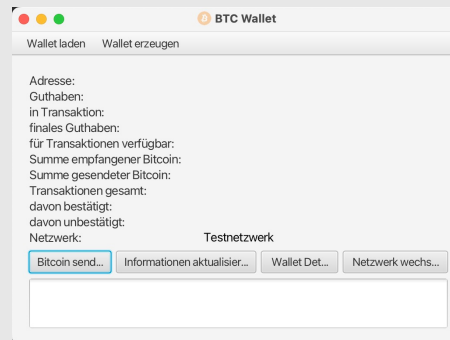 BTC Wallet
Wallet laden Wallet erzeugen
Adresse:
Guthaben:
in Transaktion:
finales Guthaben:
für Transaktionen verfügbar:
Summe empfangener Bitcoin:
Summe gesendeter Bitcoin:
Transaktionen gesamt:
davon bestätigt:
davon unbestätigt:
Netzwerk: Testnetzwerk
Bitcoin send... Informationen aktualisier... Wallet Det... Netzwerk wechs...